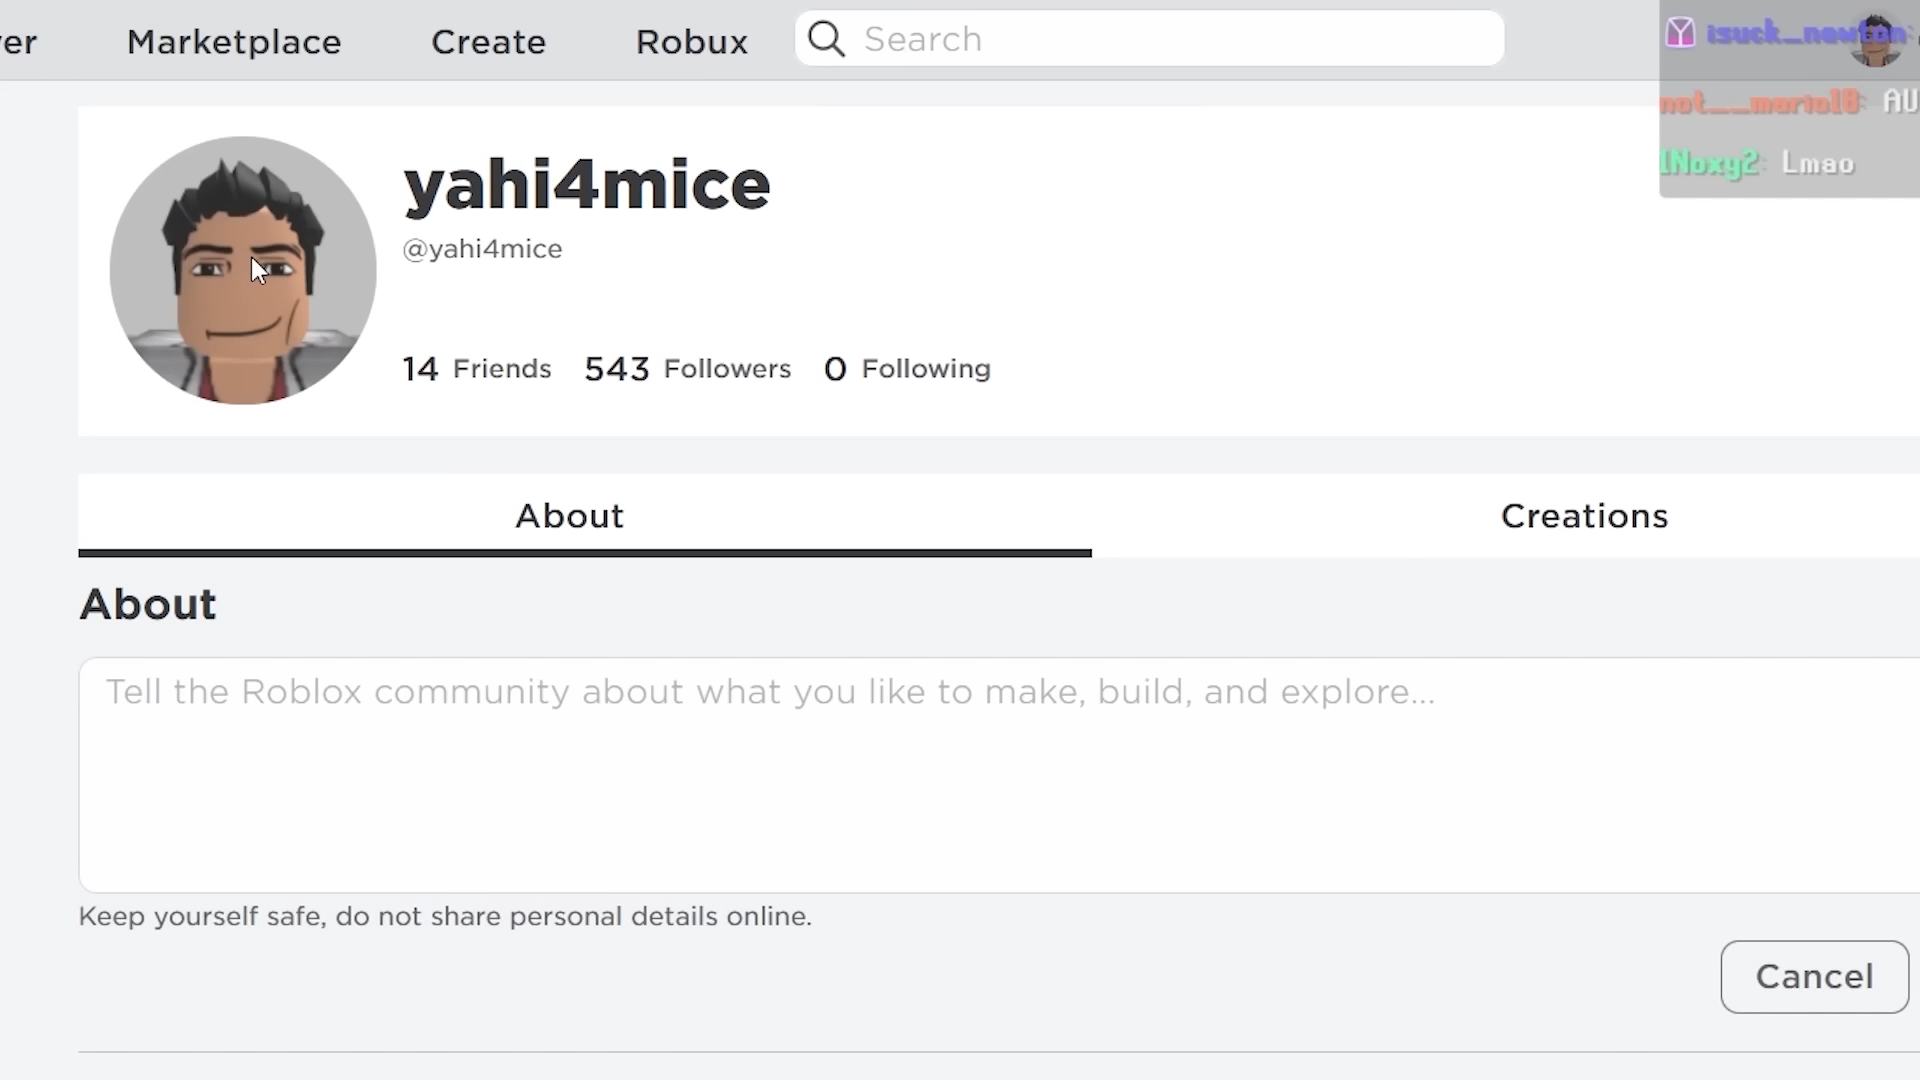 er Marketplace Create Robux Search
isuck_newton:
not__mario18: AU
lNoxy2: Lmao
yahi4mice
@yahi4mice
14 Friends 543 Followers 0 Following
About Creations
About
Tell the Roblox community about what you like to make, build, and explore...
Keep yourself safe, do not share personal details online.
Cancel